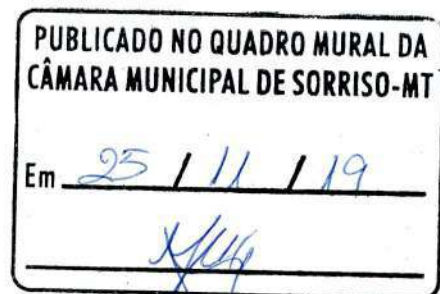 PUBLICADO NO QUADRO MURAL DA
CÂMARA MUNICIPAL DE SORRISO-MT
Em 25 / 11 / 19